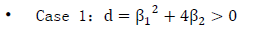 • Case 1: d = β₁² + 4β₂ > 0